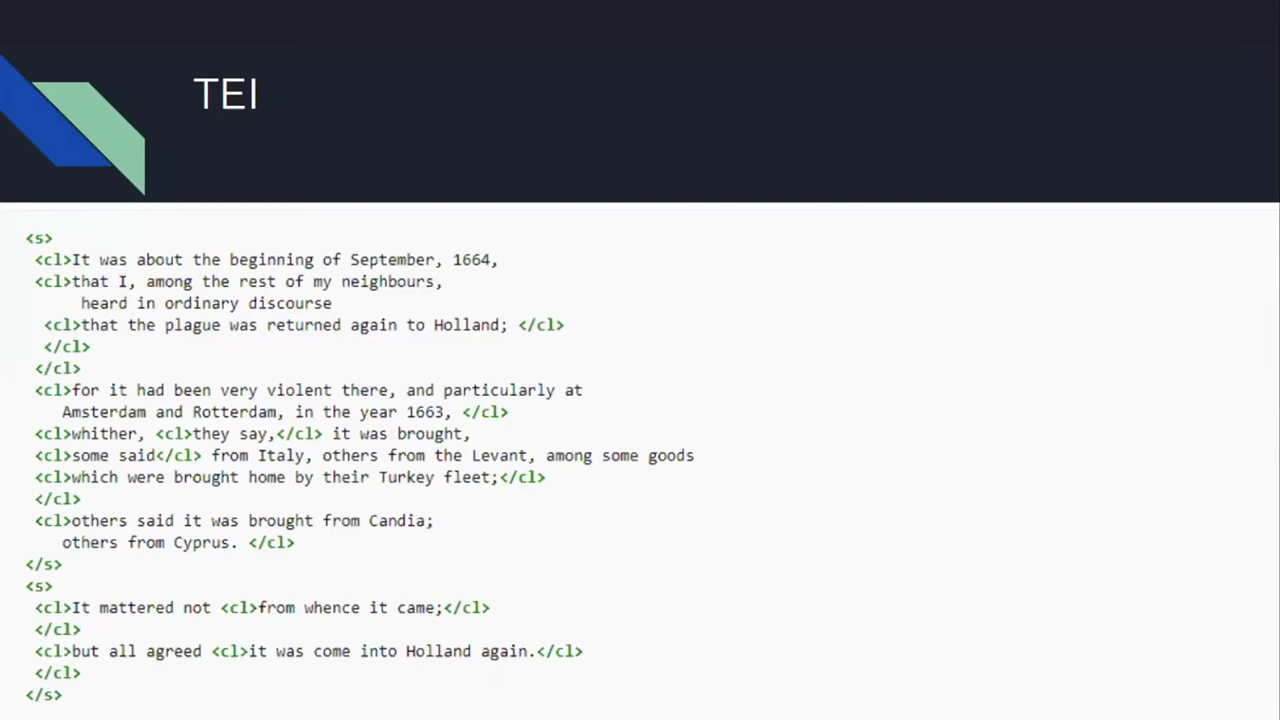 TEI
<s>
<cl>It was about the beginning of September, 1664,
<cl>that I, among the rest of my neighbours,
heard in ordinary discourse
<cl>that the plague was returned again to Holland; </cl>
</cl>
</cl>
<cl>for it had been very violent there, and particularly at
Amsterdam and Rotterdam, in the year 1663, </cl>
<cl>whither, <cl>they say,</cl> it was brought,
<cl>some said</cl> from Italy, others from the Levant, among some goods
<cl>which were brought home by their Turkey fleet;</cl>
</cl>
<cl>others said it was brought from Candia;
others from Cyprus. </cl>
</s>
<s>
<cl>It mattered not <cl>from whence it came;</cl>
</cl>
<cl>but all agreed <cl>it was come into Holland again.</cl>
</cl>
</s>